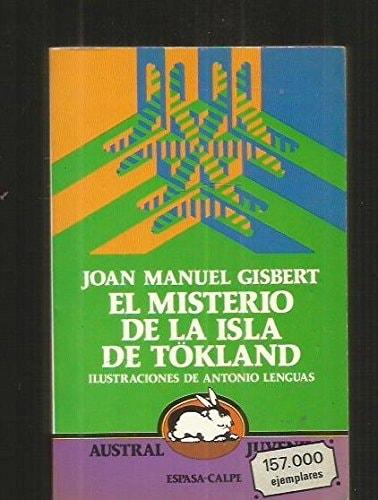 JOAN MANUEL GISBERT
EL MISTERIO
DE LA ISLA
DE TÖKLAND
ILUSTRACIONES DE ANTONIO LENGUAS
AUSTRAL
ESPASA-CALPE
157.000
ejemplares